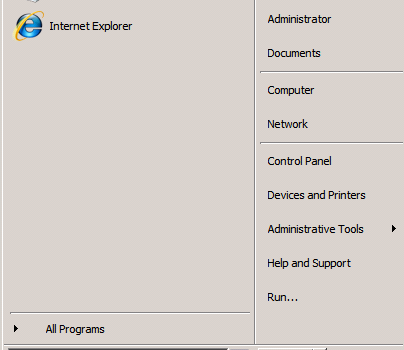 Internet Explorer
All Programs
Administrator
Documents
Computer
Network
Control Panel
Devices and Printers
Administrative Tools
Help and Support
Run...